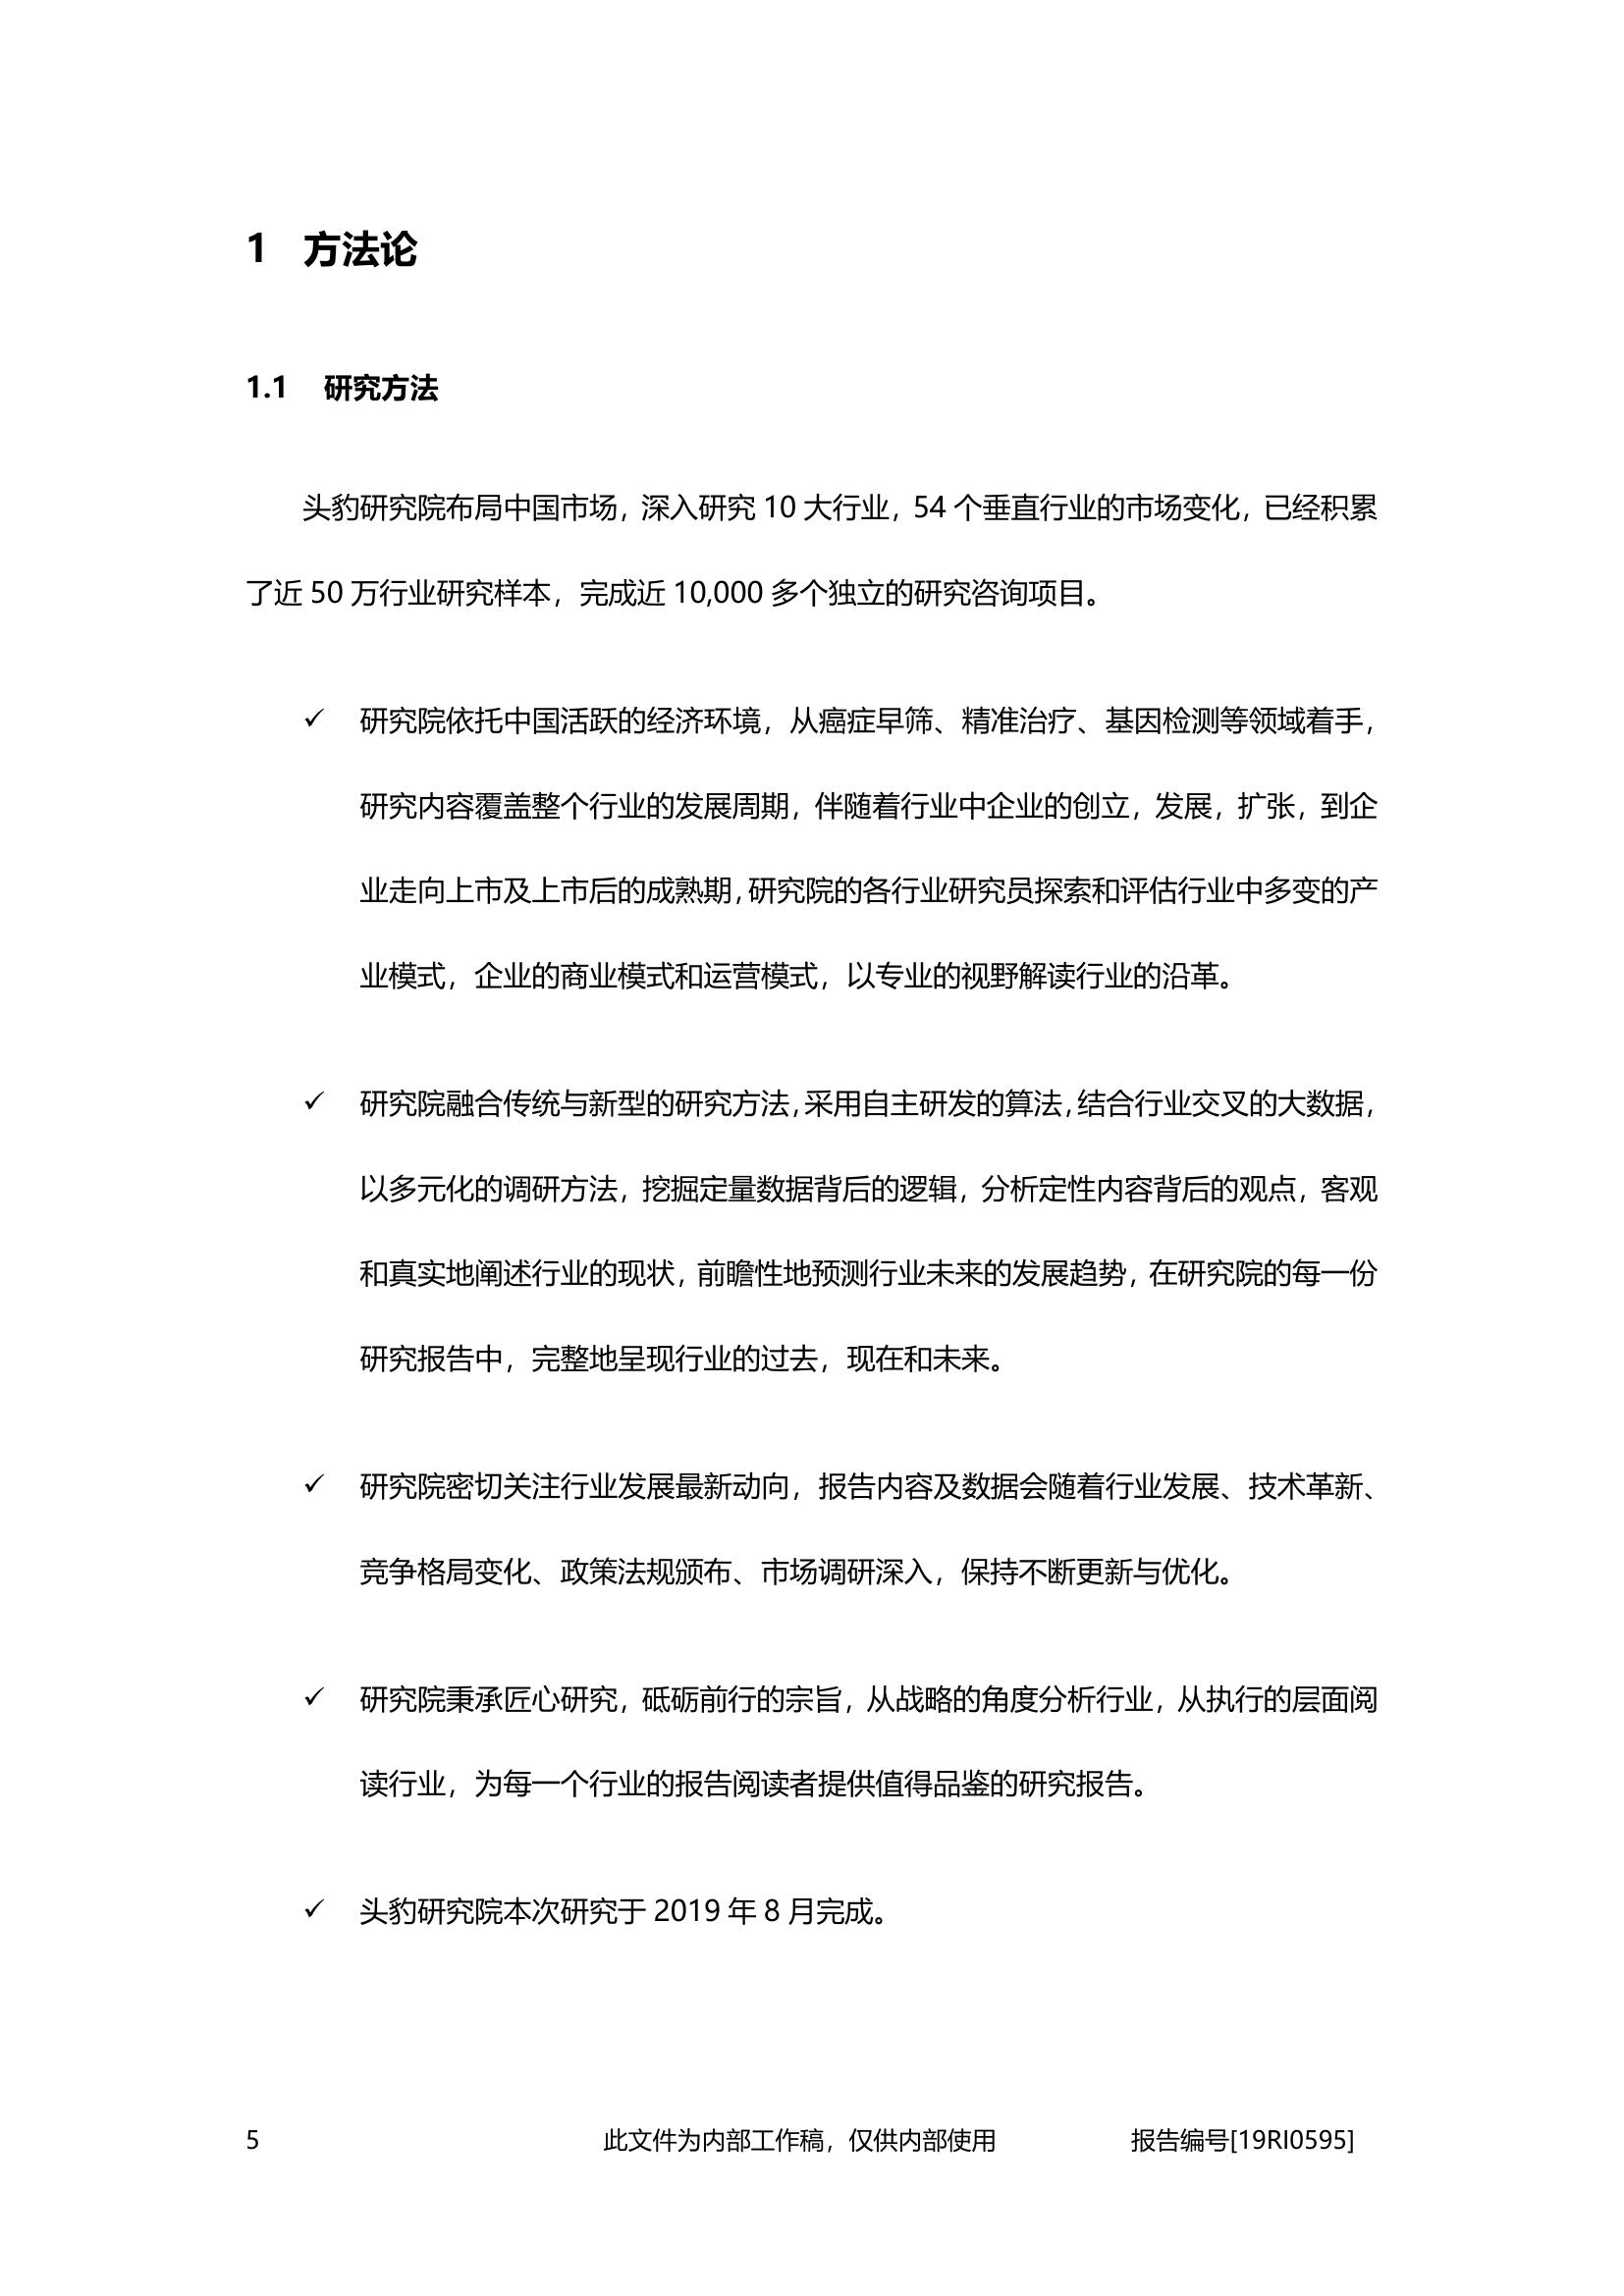 1 方法论
1.1 研究方法
头豹研究院布局中国市场，深入研究 10 大行业，54 个垂直行业的市场变化，已经积累
了近 50 万行业研究样本，完成近 10,000 多个独立的研究咨询项目。
✓ 研究院依托中国活跃的经济环境，从癌症早筛、精准治疗、基因检测等领域着手，
研究内容覆盖整个行业的发展周期，伴随着行业中企业的创立，发展，扩张，到企
业走向上市及上市后的成熟期，研究院的各行业研究员探索和评估行业中多变的产
业模式，企业的商业模式和运营模式，以专业的视野解读行业的沿革。
✓ 研究院融合传统与新型的研究方法，采用自主研发的算法，结合行业交叉的大数据，
以多元化的调研方法，挖掘定量数据背后的逻辑，分析定性内容背后的观点，客观
和真实地阐述行业的现状，前瞻性地预测行业未来的发展趋势，在研究院的每一份
研究报告中，完整地呈现行业的过去，现在和未来。
✓ 研究院密切关注行业发展最新动向，报告内容及数据会随着行业发展、技术革新、
竞争格局变化、政策法规颁布、市场调研深入，保持不断更新与优化。
✓ 研究院秉承匠心研究，砥砺前行的宗旨，从战略的角度分析行业，从执行的层面阅
读行业，为每一个行业的报告阅读者提供值得品鉴的研究报告。
✓ 头豹研究院本次研究于 2019 年 8 月完成。
5 此文件为内部工作稿，仅供内部使用 报告编号[19RI0595]